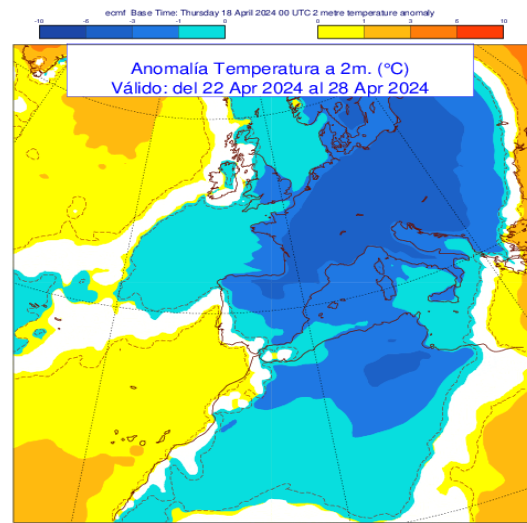 ecmf Base Time: Thursday 18 April 2024 00 UTC 2 metre temperature anomaly
-10 -6 -3 -1 0 0 1 3 6 10
Anomalía Temperatura a 2m. (°C)
Válido: del 22 Apr 2024 al 28 Apr 2024